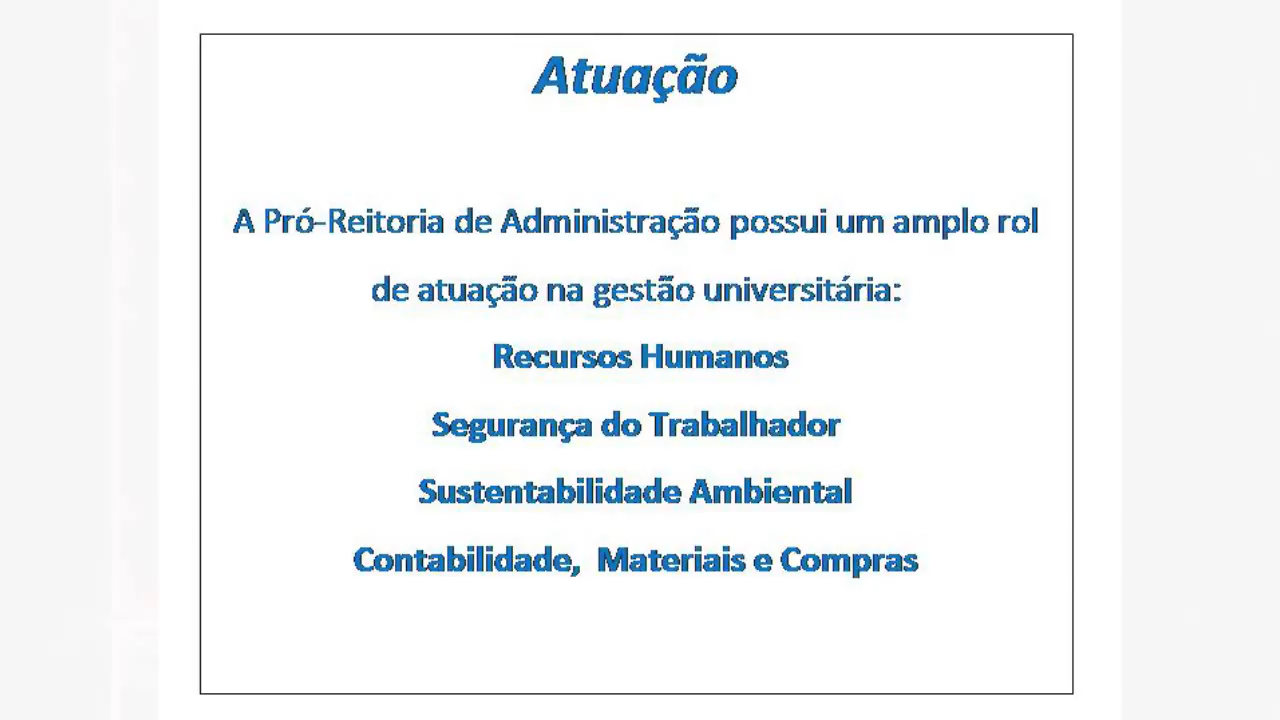 Atuação
A Pró-Reitoria de Administração possui um amplo rol
de atuação na gestão universitária:
Recursos Humanos
Segurança do Trabalhador
Sustentabilidade Ambiental
Contabilidade, Materiais e Compras